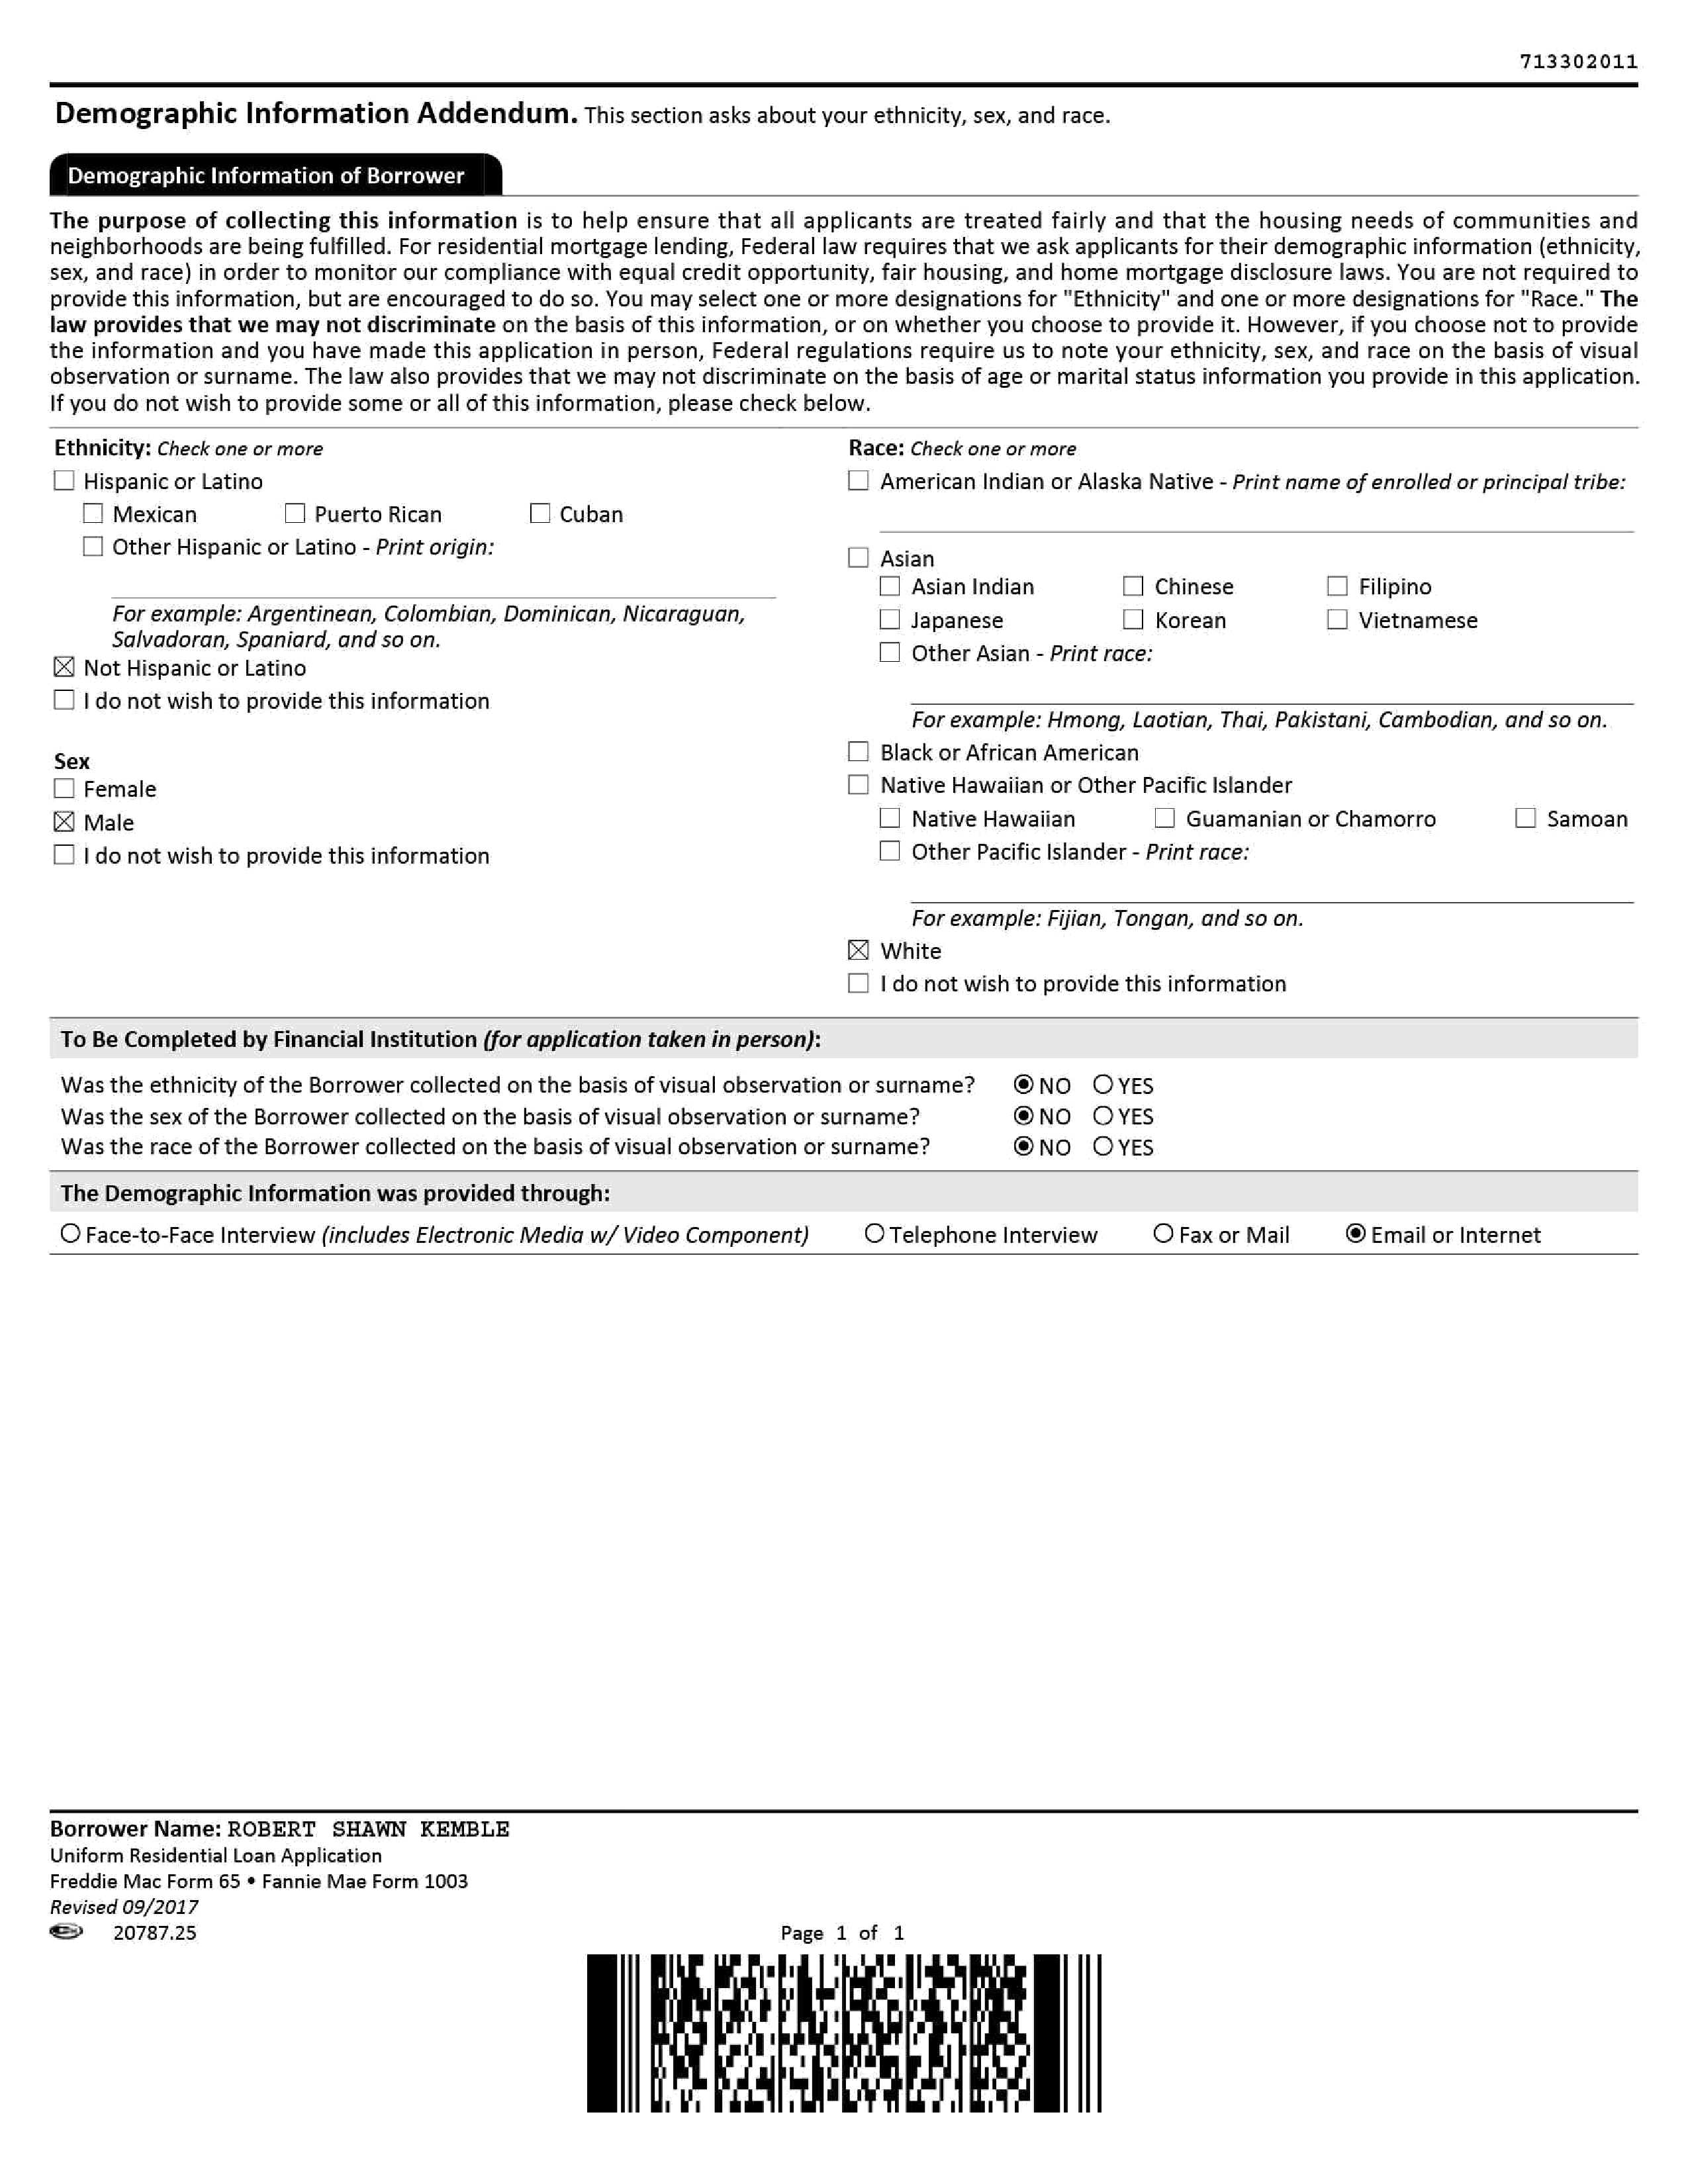 713302011
Demographic Information Addendum. This section asks about your ethnicity, sex, and race.
Demographic Information of Borrower
The purpose of collecting this information is to help ensure that all applicants are treated fairly and that the housing needs of communities and
neighborhoods are being fulfilled. For residential mortgage lending, Federal law requires that we ask applicants for their demographic information (ethnicity,
sex, and race) in order to monitor our compliance with equal credit opportunity, fair housing, and home mortgage disclosure laws. You are not required to
provide this information, but are encouraged to do so. You may select one or more designations for "Ethnicity" and one or more designations for "Race." The
law provides that we may not discriminate on the basis of this information, or on whether you choose to provide it. However, if you choose not to provide
the information and you have made this application in person, Federal regulations require us to note your ethnicity, sex, and race on the basis of visual
observation or surname. The law also provides that we may not discriminate on the basis of age or marital status information you provide in this application.
If you do not wish to provide some or all of this information, please check below.
Ethnicity: Check one or more
☐ Hispanic or Latino
☐ Mexican ☐ Puerto Rican ☐ Cuban
☐ Other Hispanic or Latino - Print origin:
For example: Argentinean, Colombian, Dominican, Nicaraguan,
Salvadoran, Spaniard, and so on.
☒ Not Hispanic or Latino
☐ I do not wish to provide this information
Sex
☐ Female
☒ Male
☐ I do not wish to provide this information
Race: Check one or more
☐ American Indian or Alaska Native - Print name of enrolled or principal tribe:
☐ Asian
☐ Asian Indian ☐ Chinese ☐ Filipino
☐ Japanese ☐ Korean ☐ Vietnamese
☐ Other Asian - Print race:
For example: Hmong, Laotian, Thai, Pakistani, Cambodian, and so on.
☐ Black or African American
☐ Native Hawaiian or Other Pacific Islander
☐ Native Hawaiian ☐ Guamanian or Chamorro ☐ Samoan
☐ Other Pacific Islander - Print race:
For example: Fijian, Tongan, and so on.
☒ White
☐ I do not wish to provide this information
To Be Completed by Financial Institution (for application taken in person):
Was the ethnicity of the Borrower collected on the basis of visual observation or surname? ◉ NO ○ YES
Was the sex of the Borrower collected on the basis of visual observation or surname? ◉ NO ○ YES
Was the race of the Borrower collected on the basis of visual observation or surname? ◉ NO ○ YES
The Demographic Information was provided through:
○ Face-to-Face Interview (includes Electronic Media w/ Video Component) ○ Telephone Interview ○ Fax or Mail ◉ Email or Internet
Borrower Name: ROBERT SHAWN KEMBLE
Uniform Residential Loan Application
Freddie Mac Form 65 • Fannie Mae Form 1003
Revised 09/2017
20787.25
Page 1 of 1